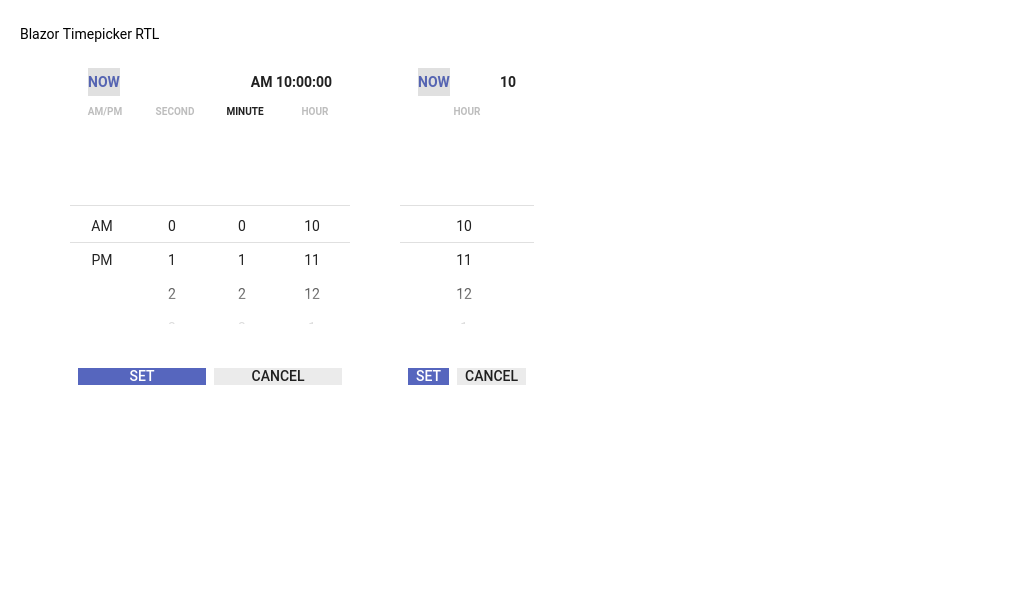 Blazor Timepicker RTL
NOW AM 10:00:00
AM/PM SECOND MINUTE HOUR
AM 0 0 10
PM 1 1 11
2 2 12
SET CANCEL
NOW 10
HOUR
10
11
12
SET CANCEL